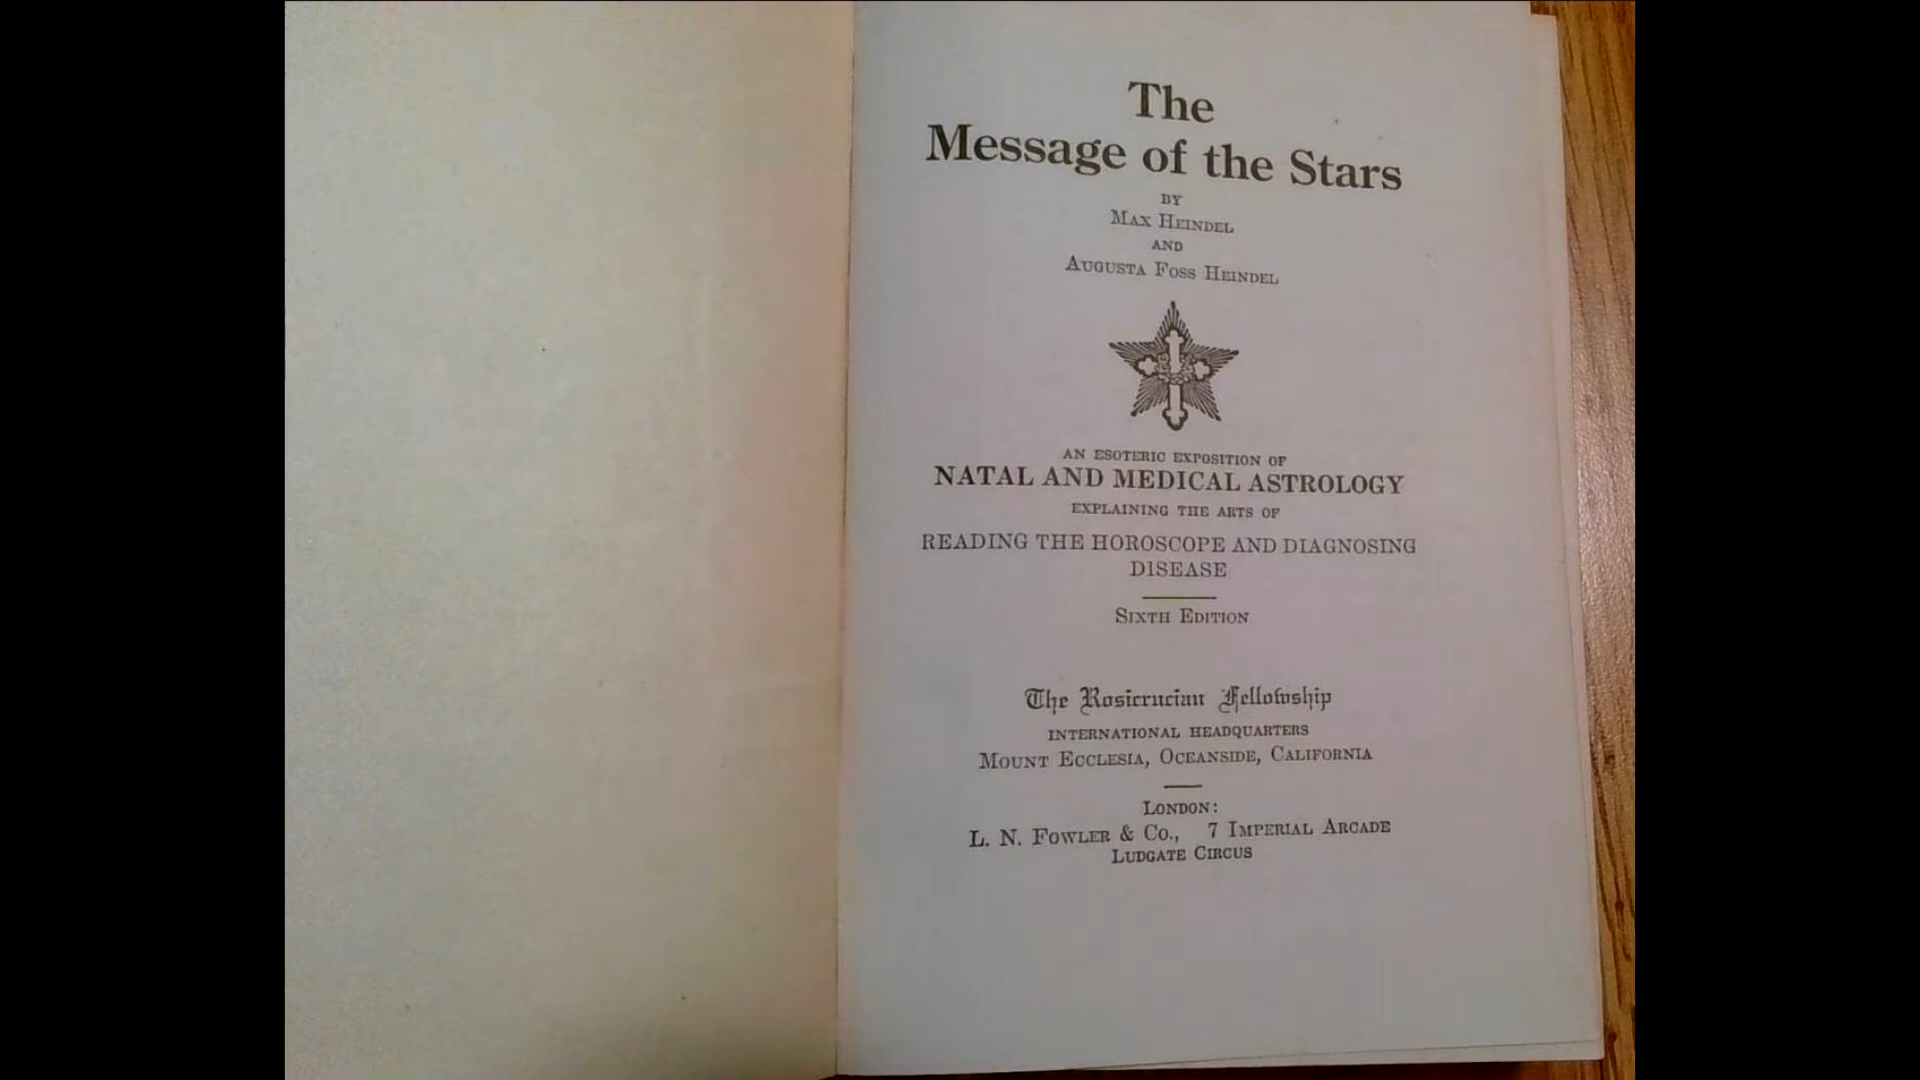 The
Message of the Stars
BY
MAX HEINDEL
AND
AUGUSTA FOSS HEINDEL
AN ESOTERIC EXPOSITION OF
NATAL AND MEDICAL ASTROLOGY
EXPLAINING THE ARTS OF
READING THE HOROSCOPE AND DIAGNOSING
DISEASE
SIXTH EDITION
The Rosicrucian Fellowship
INTERNATIONAL HEADQUARTERS
MOUNT ECCLESIA, OCEANSIDE, CALIFORNIA
LONDON:
L. N. FOWLER & CO., 7 IMPERIAL ARCADE
LUDGATE CIRCUS